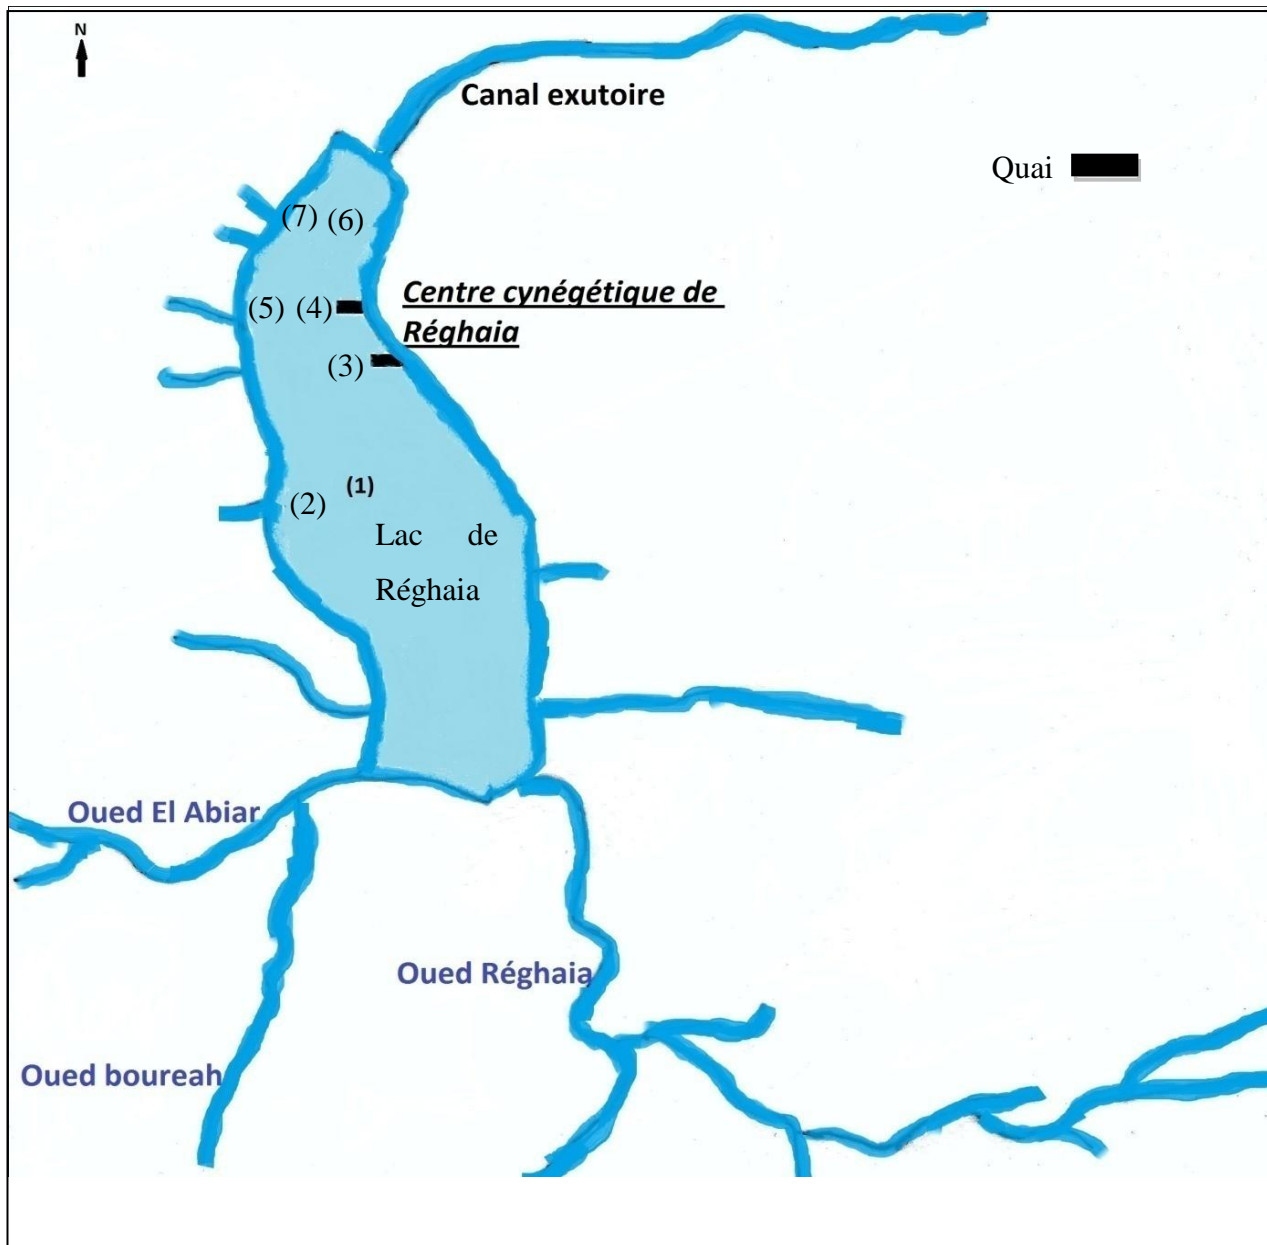 N
Canal exutoire
Quai
(7) (6)
Centre cynégétique de
Réghaia
(5) (4)
(3)
(1)
(2)
Lac de
Réghaia
Oued El Abiar
Oued Réghaia
Oued boureah